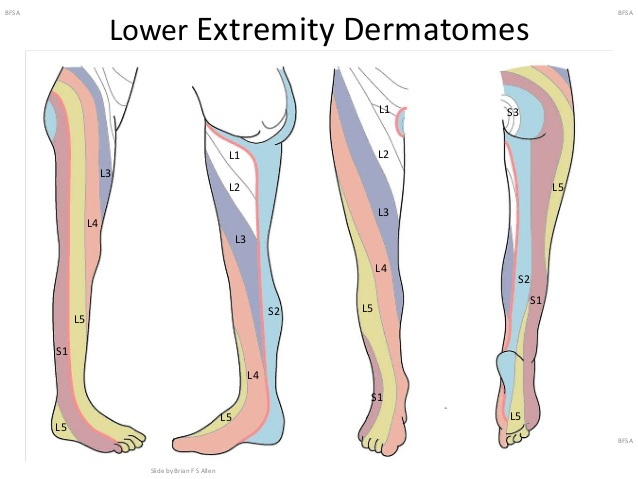 BFSA
BFSA
Lower Extremity Dermatomes
L3
L4
L5
S1
L5
L1
L2
L3
S2
L4
L5
L1
L2
L3
L4
L5
S1
S3
L5
S2
S1
L5
BFSA
Slide by Brian F S Allen